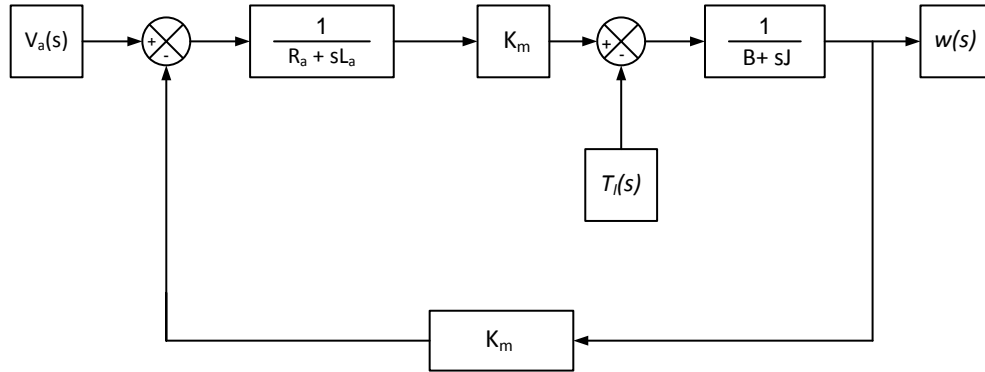 Vₐ(s)
+
-
1
Rₐ + sLₐ
Kₘ
+
-
1
B+ sJ
w(s)
Tₗ(s)
Kₘ